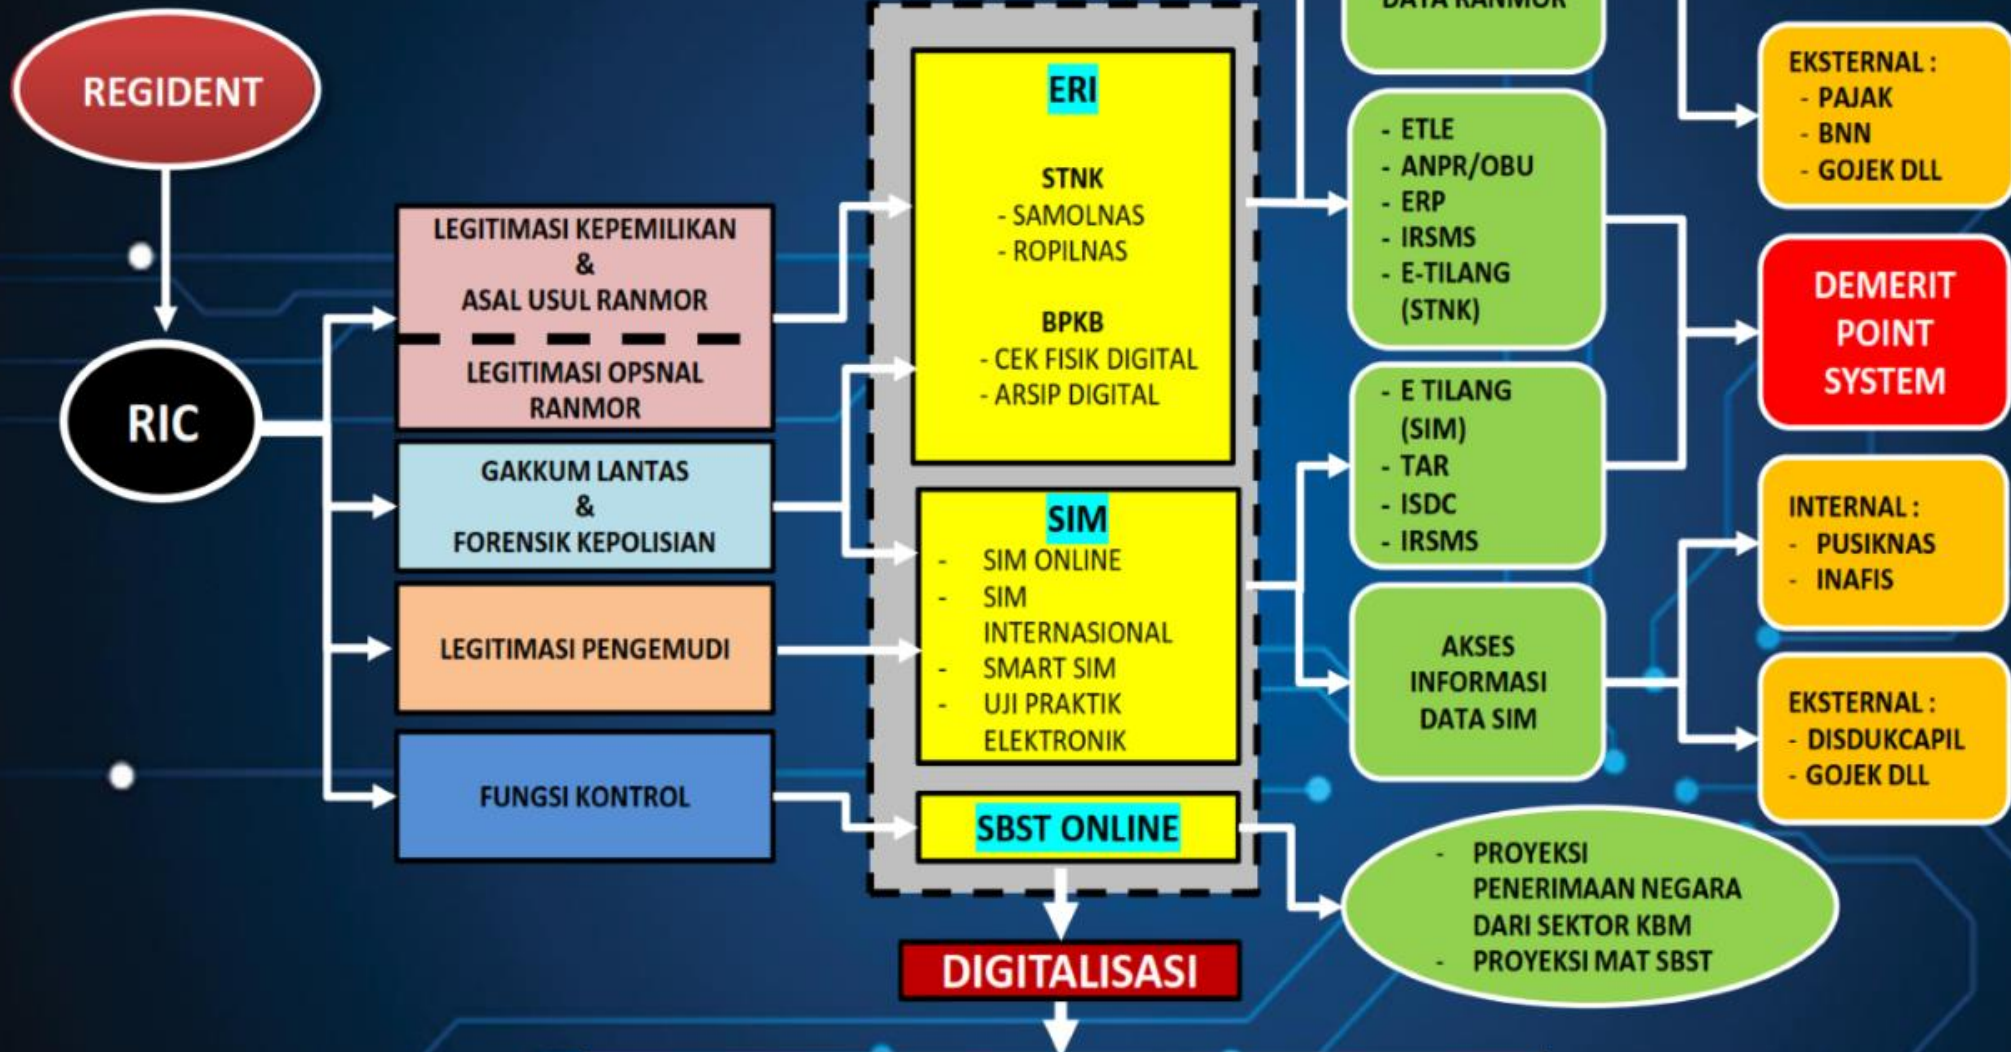 REGIDENT
RIC
LEGITIMASI KEPEMILIKAN
&
ASAL USUL RANMOR
LEGITIMASI OPSNAL
RANMOR
GAKKUM LANTAS
&
FORENSIK KEPOLISIAN
LEGITIMASI PENGEMUDI
FUNGSI KONTROL
ERI
STNK
- SAMOLNAS
- ROPILNAS
BPKB
- CEK FISIK DIGITAL
- ARSIP DIGITAL
SIM
- SIM ONLINE
- SIM
INTERNASIONAL
- SMART SIM
- UJI PRAKTIK
ELEKTRONIK
SBST ONLINE
DIGITALISASI
DATA RANMOR
- ETLE
- ANPR/OBU
- ERP
- IRSMS
- E-TILANG
(STNK)
- E TILANG
(SIM)
- TAR
- ISDC
- IRSMS
AKSES
INFORMASI
DATA SIM
- PROYEKSI
PENERIMAAN NEGARA
DARI SEKTOR KBM
- PROYEKSI MAT SBST
EKSTERNAL :
- PAJAK
- BNN
- GOJEK DLL
DEMERIT
POINT
SYSTEM
INTERNAL :
- PUSIKNAS
- INAFIS
EKSTERNAL :
- DISDUKCAPIL
- GOJEK DLL